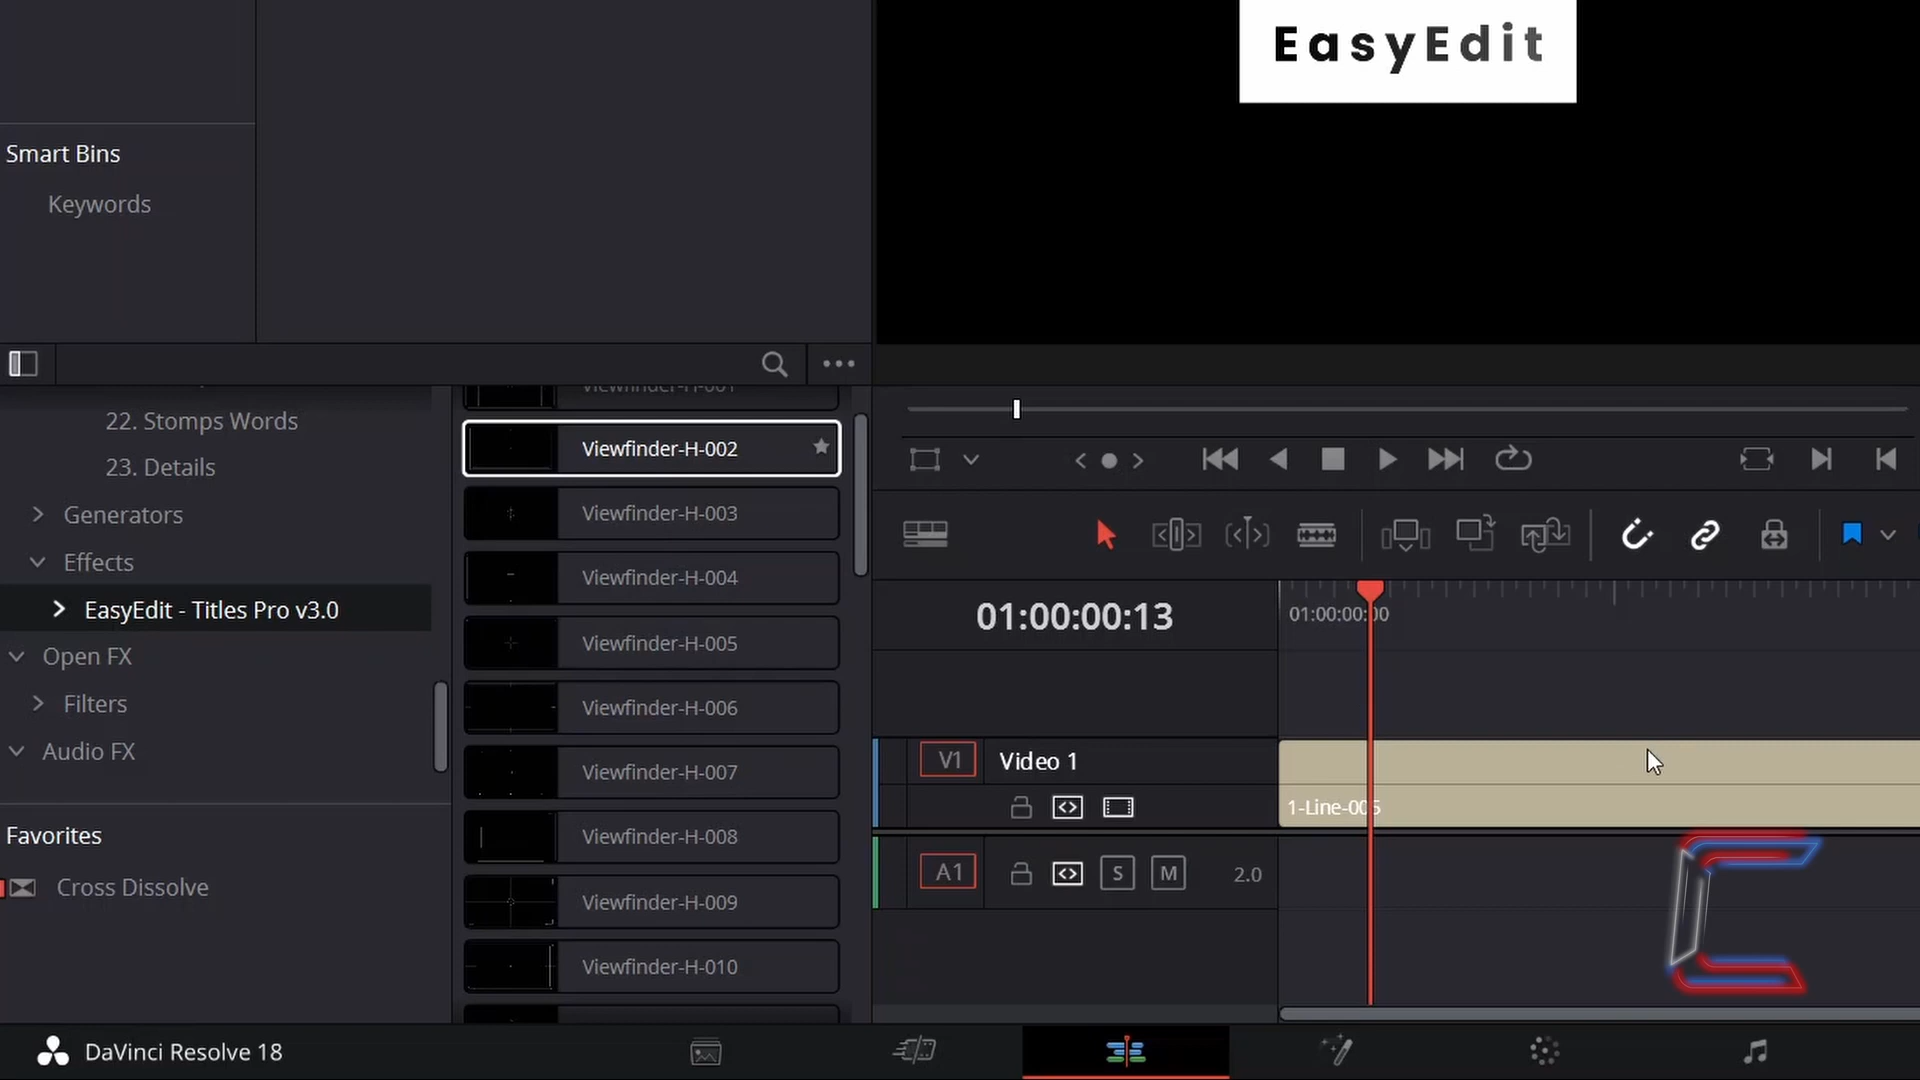 EasyEdit
Smart Bins
Keywords
Viewfinder-H-001
22. Stomps Words
Viewfinder-H-002
23. Details
Viewfinder-H-003
Generators
Effects
Viewfinder-H-004
EasyEdit - Titles Pro v3.0
01:00:00:13
01:00:00:00
Viewfinder-H-005
Open FX
Filters
Viewfinder-H-006
Audio FX
Viewfinder-H-007
V1
Video 1
1-Line-005
Favorites
Viewfinder-H-008
A1
S
M
2.0
Cross Dissolve
Viewfinder-H-009
Viewfinder-H-010
DaVinci Resolve 18